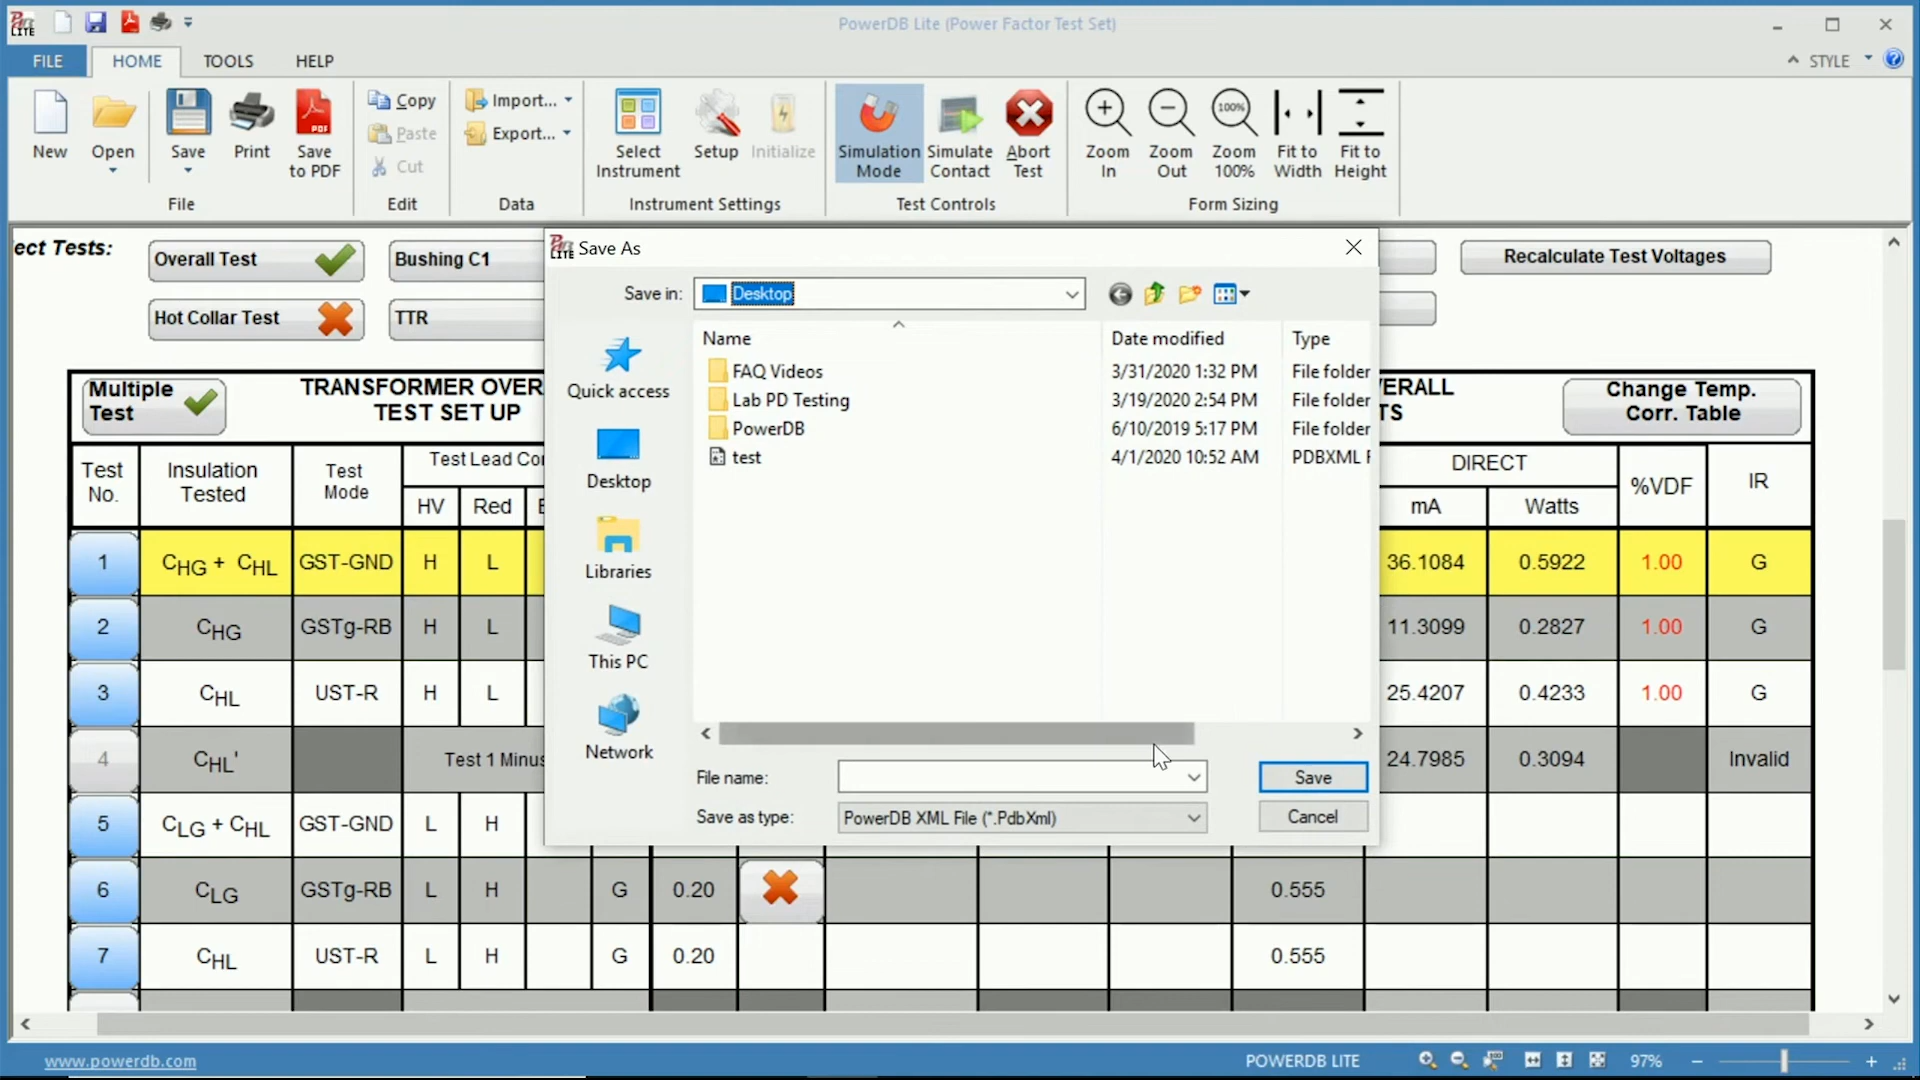 PowerDB Lite (Power Factor Test Set)
FILE HOME TOOLS HELP STYLE
New Open Save Print Save to PDF
Copy
Paste
Cut
Import...
Export...
Select Instrument Setup Initialize
Simulation Mode Simulate Contact Abort Test
Zoom In Zoom Out 100% Zoom 100% Fit to Width Fit to Height
File Edit Data Instrument Settings Test Controls Form Sizing
ect Tests:
Overall Test Bushing C1 Recalculate Test Voltages
Hot Collar Test TTR
Save As
Save in: Desktop
Quick access
Desktop
Libraries
This PC
Network
Name Date modified Type
FAQ Videos 3/31/2020 1:32 PM File folder
Lab PD Testing 3/19/2020 2:54 PM File folder
PowerDB 6/10/2019 5:17 PM File folder
test 4/1/2020 10:52 AM PDBXML F
File name: Save
Save as type: PowerDB XML File (*.PdbXml) Cancel
Multiple Test
TRANSFORMER OVER
TEST SET UP
ERALL
TS
Change Temp. Corr. Table
Test No. Insulation Tested Test Mode Test Lead Co DIRECT %VDF IR
HV Red mA Watts
1 CHG + CHL GST-GND H L 36.1084 0.5922 1.00 G
2 CHG GSTg-RB H L 11.3099 0.2827 1.00 G
3 CHL UST-R H L 25.4207 0.4233 1.00 G
4 CHL' Test 1 Minus 24.7985 0.3094 Invalid
5 CLG + CHL GST-GND L H
6 CLG GSTg-RB L H G 0.20 0.555
7 CHL UST-R L H G 0.20 0.555
www.powerdb.com POWERDB LITE 97%